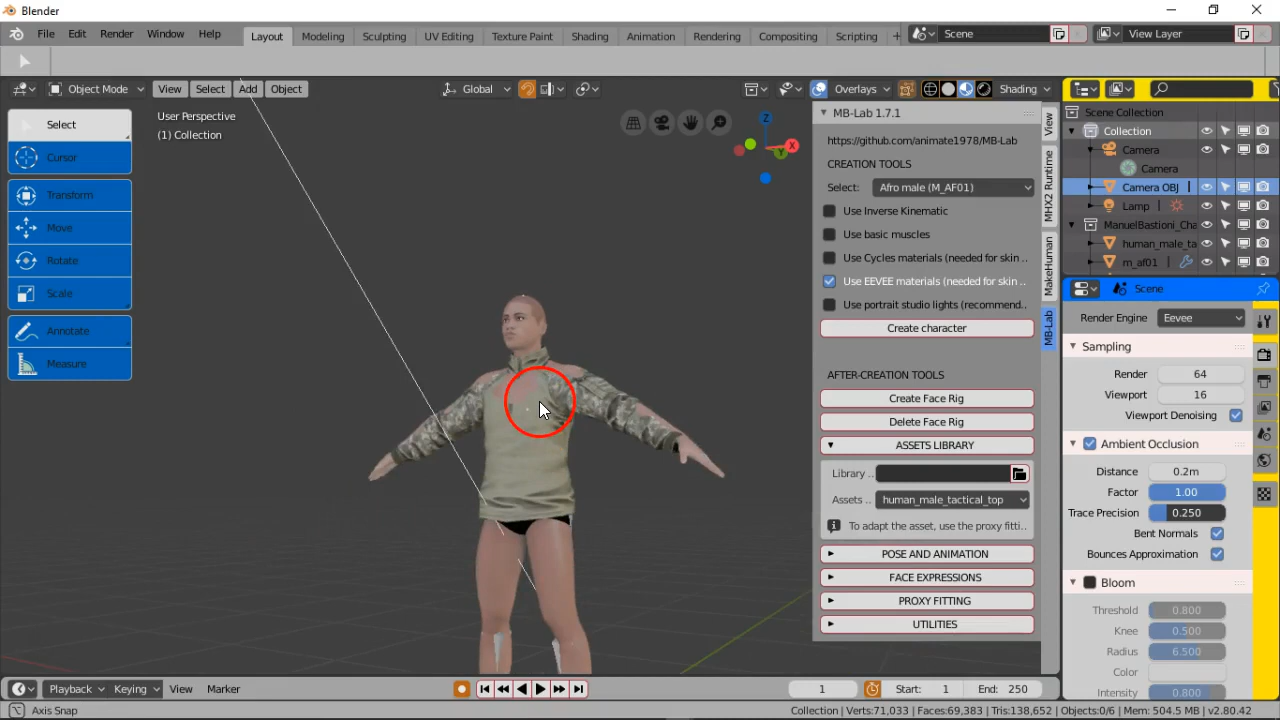 Blender
File Edit Render Window Help Layout Modeling Sculpting UV Editing Texture Paint Shading Animation Rendering Compositing Scripting + Scene View Layer
Object Mode View Select Add Object Global Overlays Shading
Select
Cursor
Transform
Move
Rotate
Scale
Annotate
Measure
User Perspective
(1) Collection
Z
X
Y
MB-Lab 1.7.1
https://github.com/animate1978/MB-Lab
CREATION TOOLS
Select: Afro male (M_AF01)
Use Inverse Kinematic
Use basic muscles
Use Cycles materials (needed for skin ..
Use EEVEE materials (needed for skin ..
Use portrait studio lights (recommend..
Create character
AFTER-CREATION TOOLS
Create Face Rig
Delete Face Rig
ASSETS LIBRARY
Library ..
Assets .. human_male_tactical_top
To adapt the asset, use the proxy fitti..
POSE AND ANIMATION
FACE EXPRESSIONS
PROXY FITTING
UTILITIES
View
MHX2 Runtime
MakeHuman
MB-Lab
Scene Collection
Collection
Camera
Camera
Camera OBJ
Lamp
ManuelBastioni_Cha
human_male_ta
m_af01
Scene
Render Engine Eevee
Sampling
Render 64
Viewport 16
Viewport Denoising
Ambient Occlusion
Distance 0.2m
Factor 1.00
Trace Precision 0.250
Bent Normals
Bounces Approximation
Bloom
Threshold 0.800
Knee 0.500
Radius 6.500
Color
Intensity 0.800
Playback Keying View Marker 1 Start: 1 End: 250
Axis Snap Collection | Verts:71,033 | Faces:69,383 | Tris:138,652 | Objects:0/6 | Mem: 504.5 MB | v2.80.42